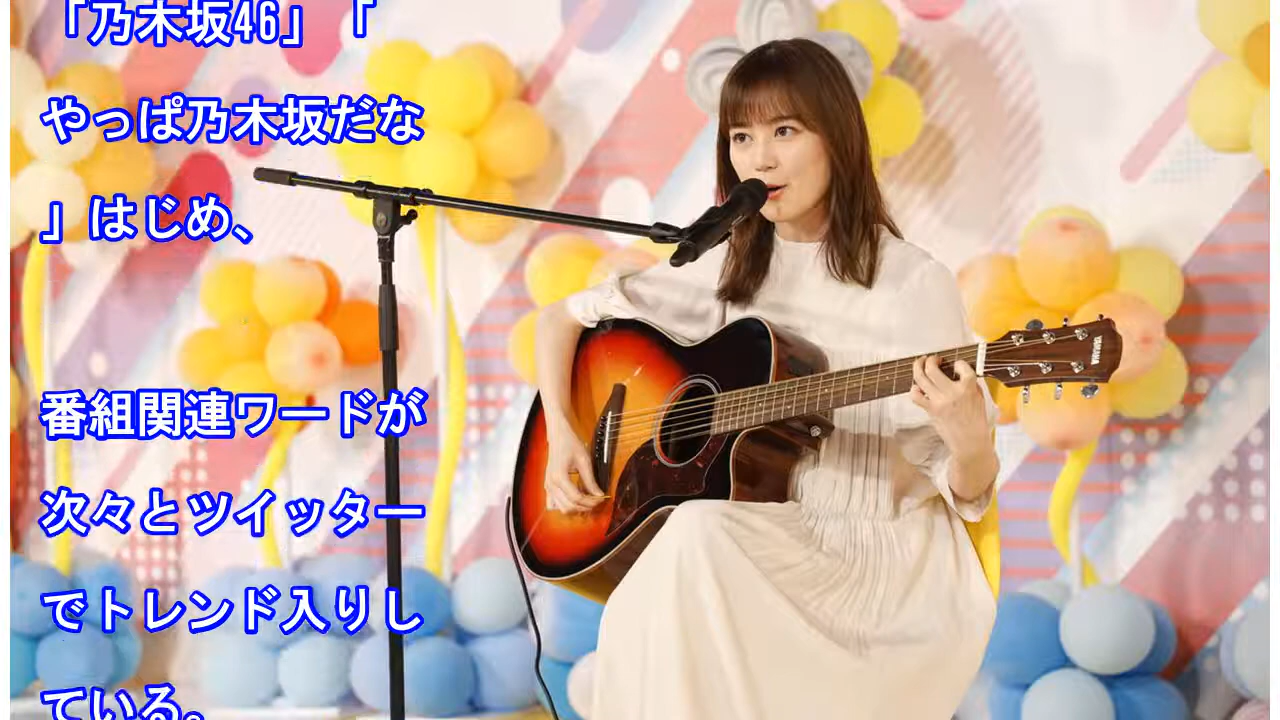 「乃木坂46」「
やっぱ乃木坂だな
」はじめ、
番組関連ワードが
次々とツイッター
でトレンド入りし
ている。
YAMAHA